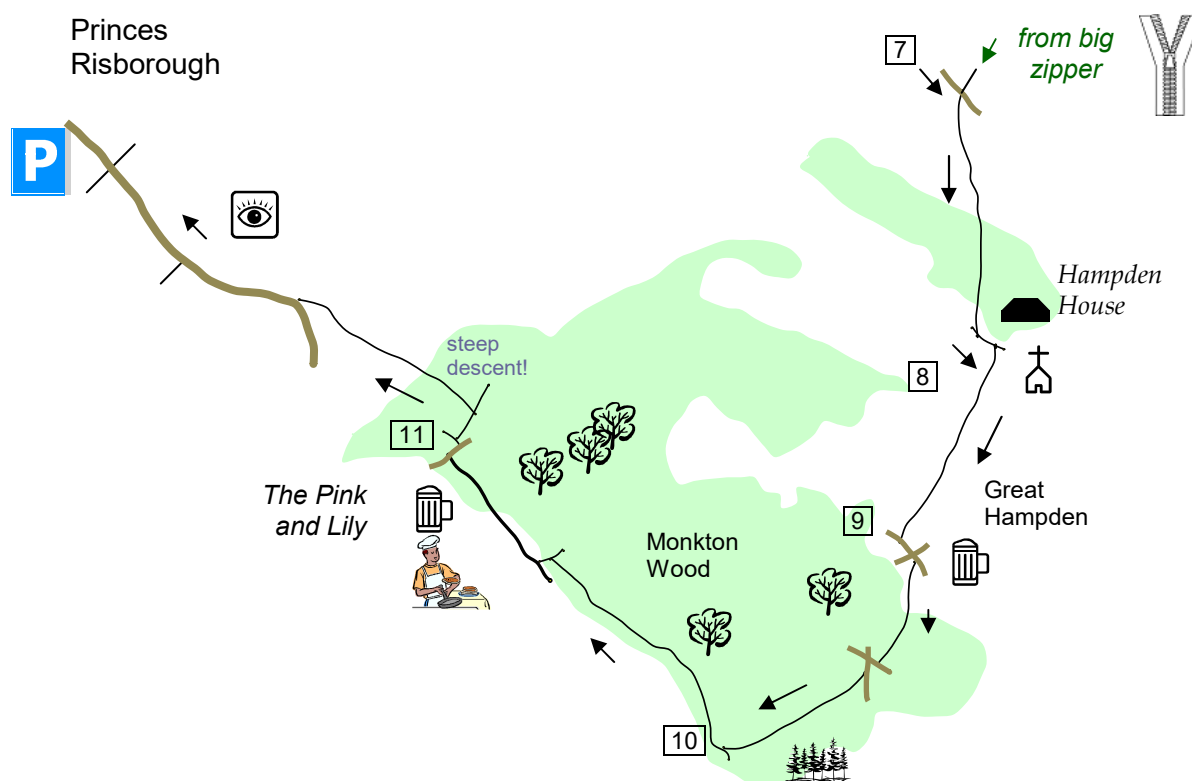 Princes
Risborough
7
from big
zipper
P
Hampden
House
steep
descent!
8
11
The Pink
and Lily
Great
Hampden
9
Monkton
Wood
10